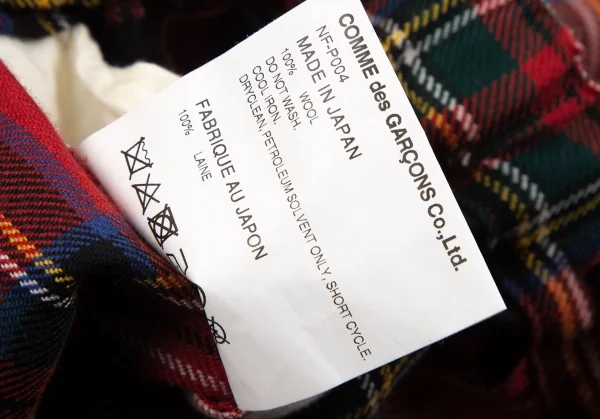 COMME des GARÇONS Co.,Ltd.
NF-P004
MADE IN JAPAN
100% WOOL
DO NOT WASH.
COOL IRON.
DRYCLEAN, PETROLEUM SOLVENT ONLY, SHORT CYCLE.
FABRIQUE AU JAPON
100% LAINE